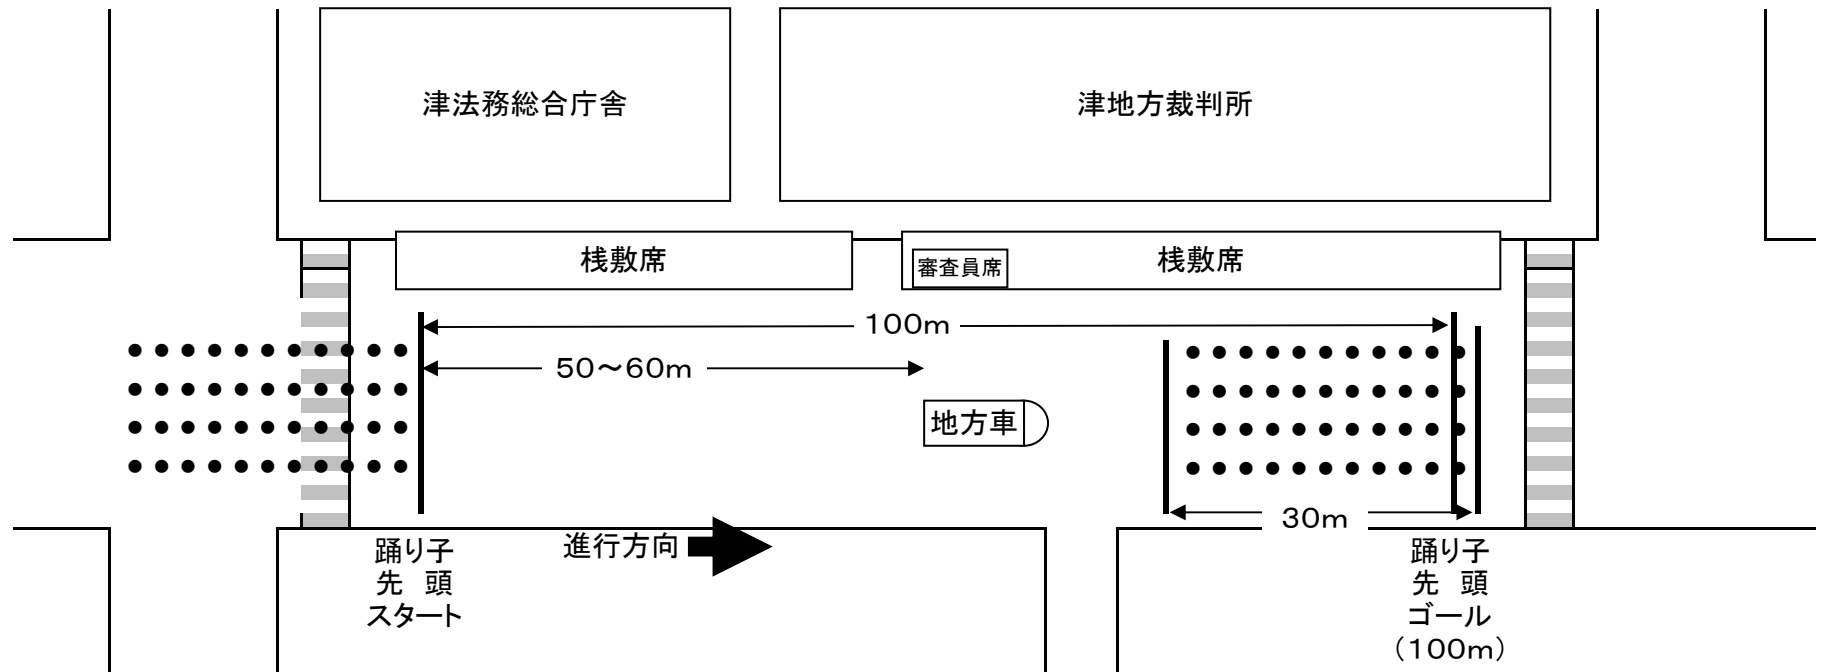 津法務総合庁舎
津地方裁判所
桟敷席
審査員席
桟敷席
100m
50～60m
地方車
30m
進行方向
踊り子
先　頭
スタート
踊り子
先　頭
ゴール
（100m）